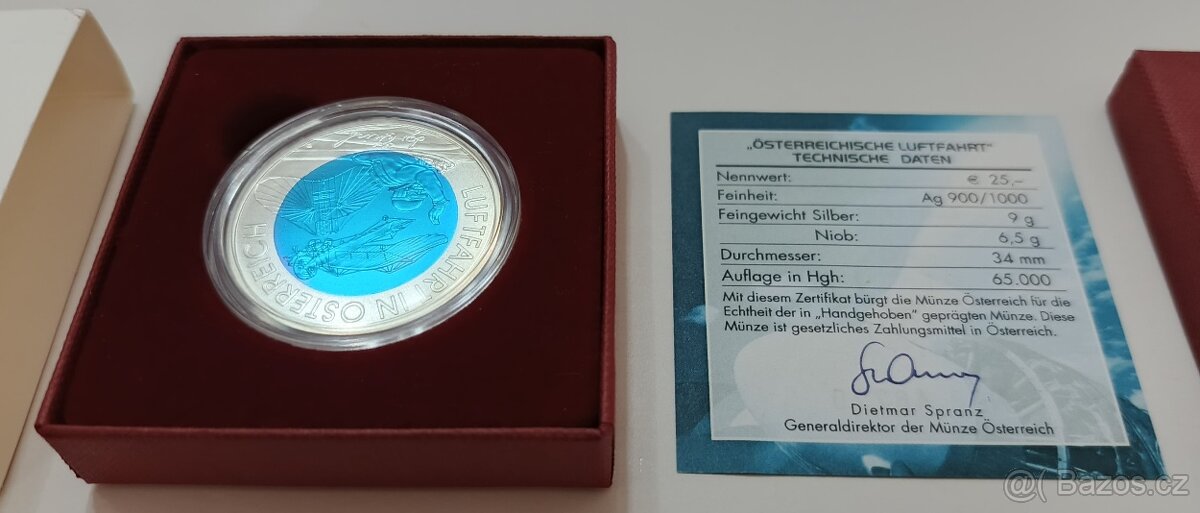 LUFTFAHRT IN ÖSTERREICH
„ÖSTERREICHISCHE LUFTFAHRT"
TECHNISCHE DATEN
Nennwert: € 25,-
Feinheit: Ag 900/1000
Feingewicht Silber: 9 g
Niob: 6,5 g
Durchmesser: 34 mm
Auflage in Hgh: 65.000
Mit diesem Zertifikat bürgt die Münze Österreich für die
Echtheit der in „Handgehoben" geprägten Münze. Diese
Münze ist gesetzliches Zahlungsmittel in Österreich.
Dietmar Spranz
Generaldirektor der Münze Österreich
@( Bazos.cz